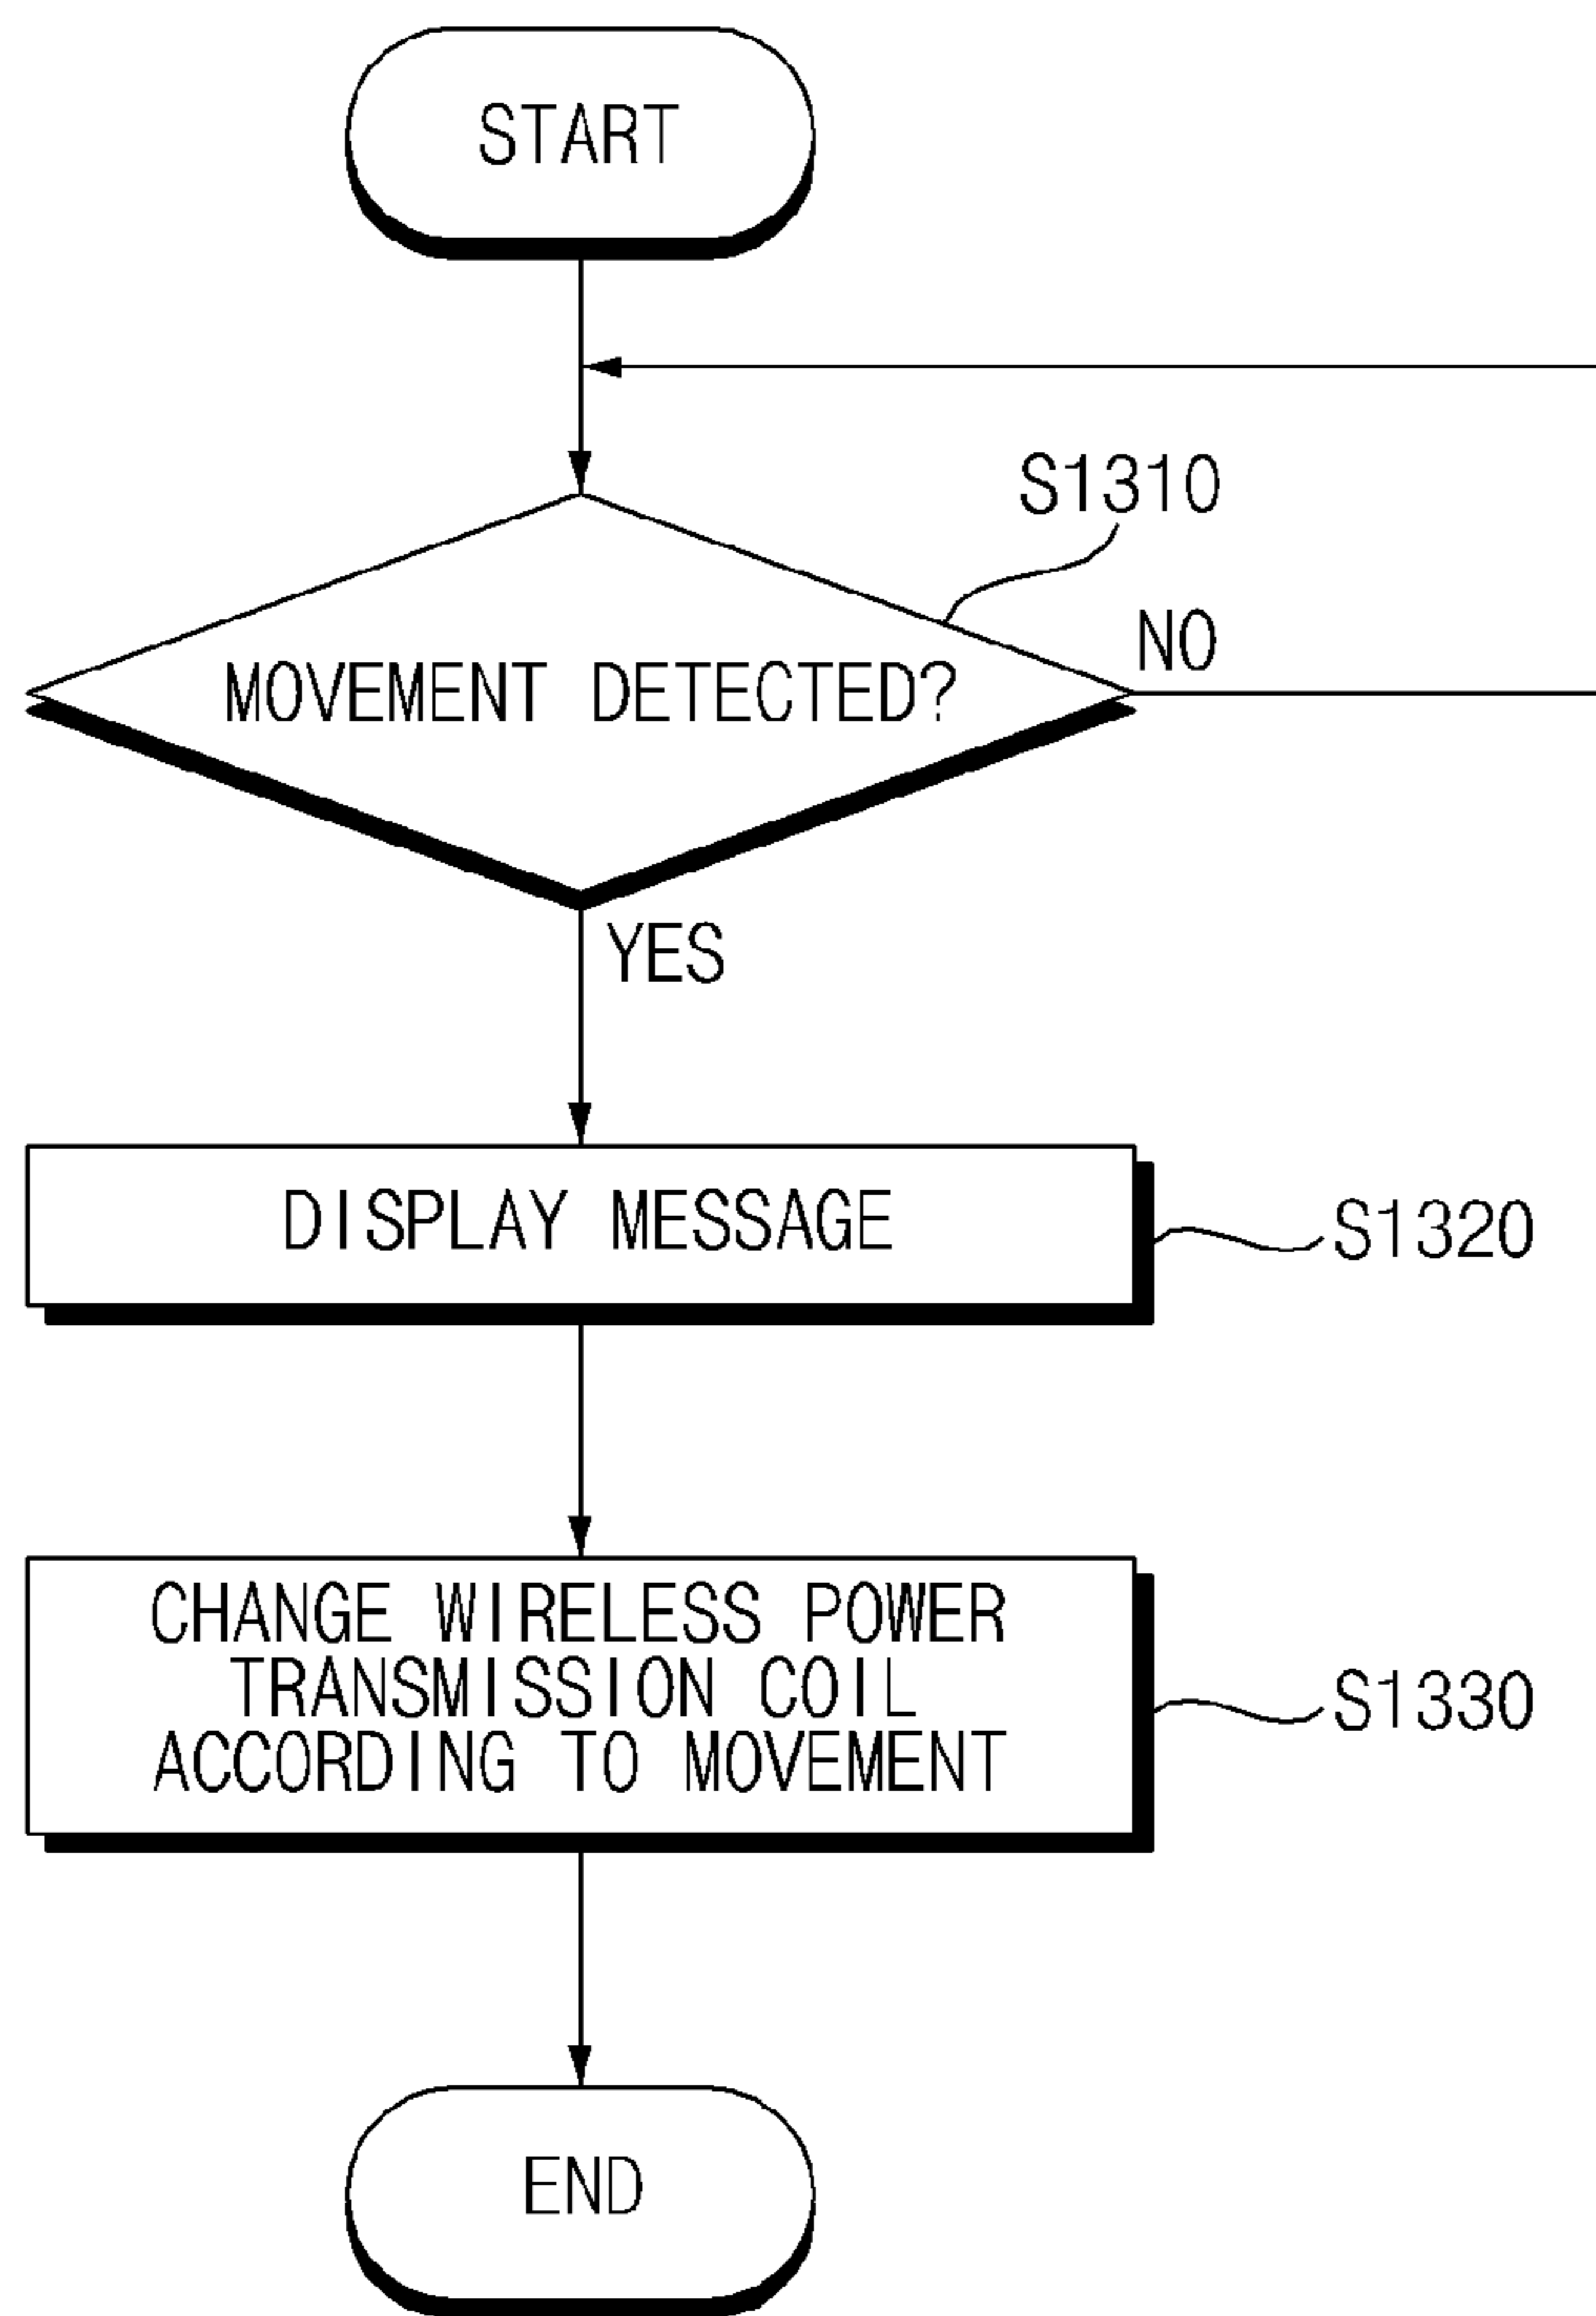 START
S1310
NO
MOVEMENT DETECTED?
YES
DISPLAY MESSAGE
S1320
CHANGE WIRELESS POWER
TRANSMISSION COIL
ACCORDING TO MOVEMENT
S1330
END